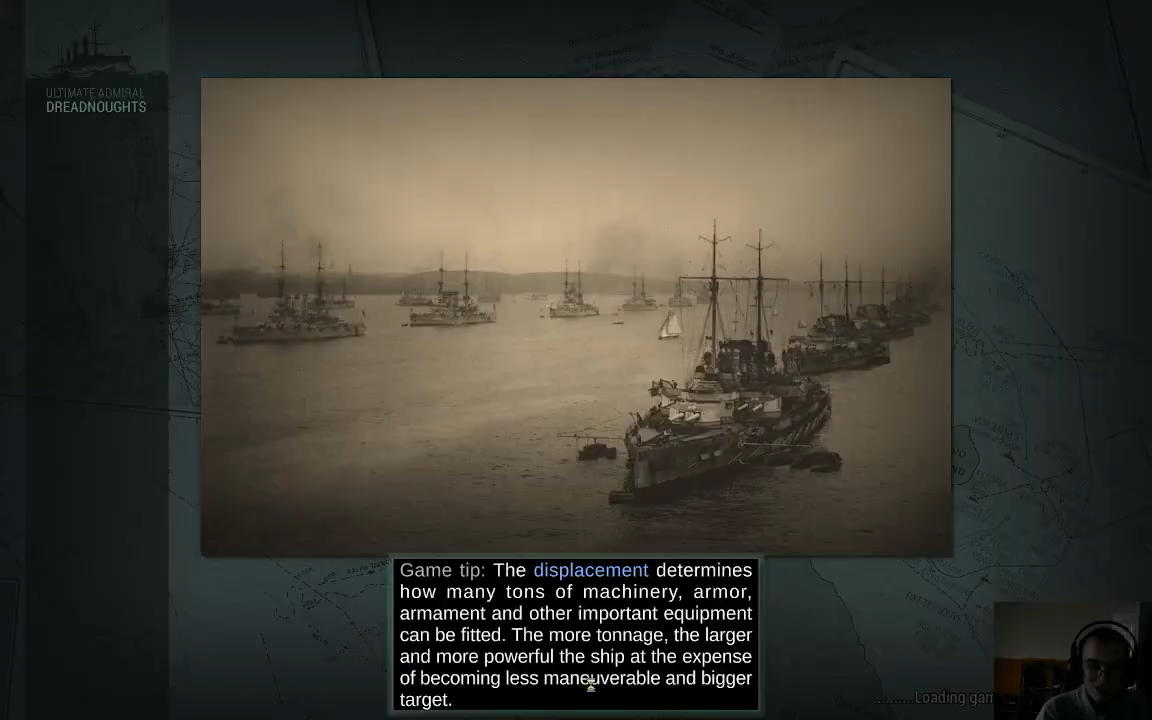 ULTIMATE ADMIRAL
DREADNOUGHTS
Game tip: The displacement determines
how many tons of machinery, armor,
armament and other important equipment
can be fitted. The more tonnage, the larger
and more powerful the ship at the expense
of becoming less maneuverable and bigger
target.
..........Loading gam